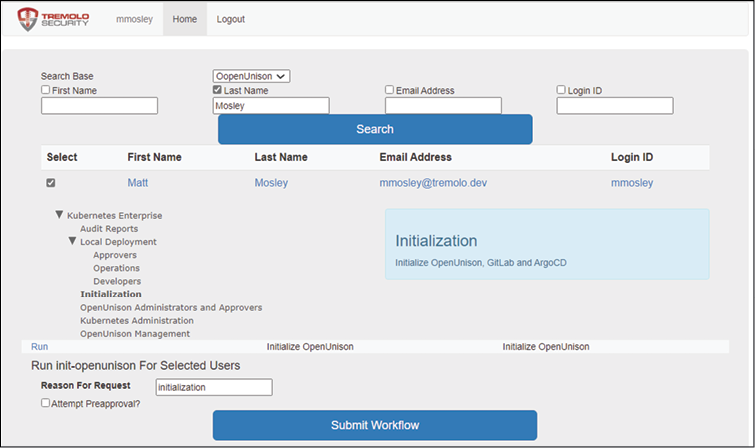 TREMOLO SECURITY mmosley Home Logout
Search Base OopenUnison
First Name Last Name Email Address Login ID
Mosley
Search
Select First Name Last Name Email Address Login ID
Matt Mosley mmosley@tremolo.dev mmosley
Kubernetes Enterprise
Audit Reports
Local Deployment
Approvers
Operations
Developers
Initialization
OpenUnison Administrators and Approvers
Kubernetes Administration
OpenUnison Management
Initialization
Initialize OpenUnison, GitLab and ArgoCD
Run Initialize OpenUnison Initialize OpenUnison
Run init-openunison For Selected Users
Reason For Request initialization
Attempt Preapproval?
Submit Workflow